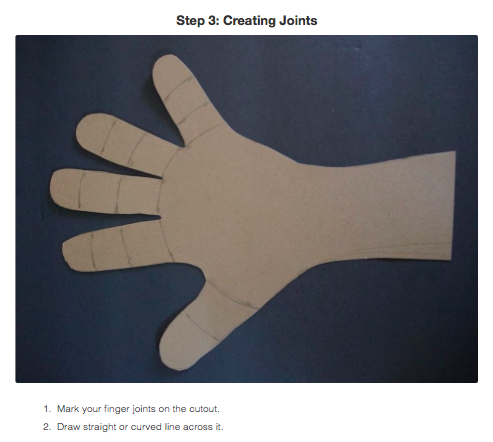 Step 3: Creating Joints
1. Mark your finger joints on the cutout.
2. Draw straight or curved line across it.